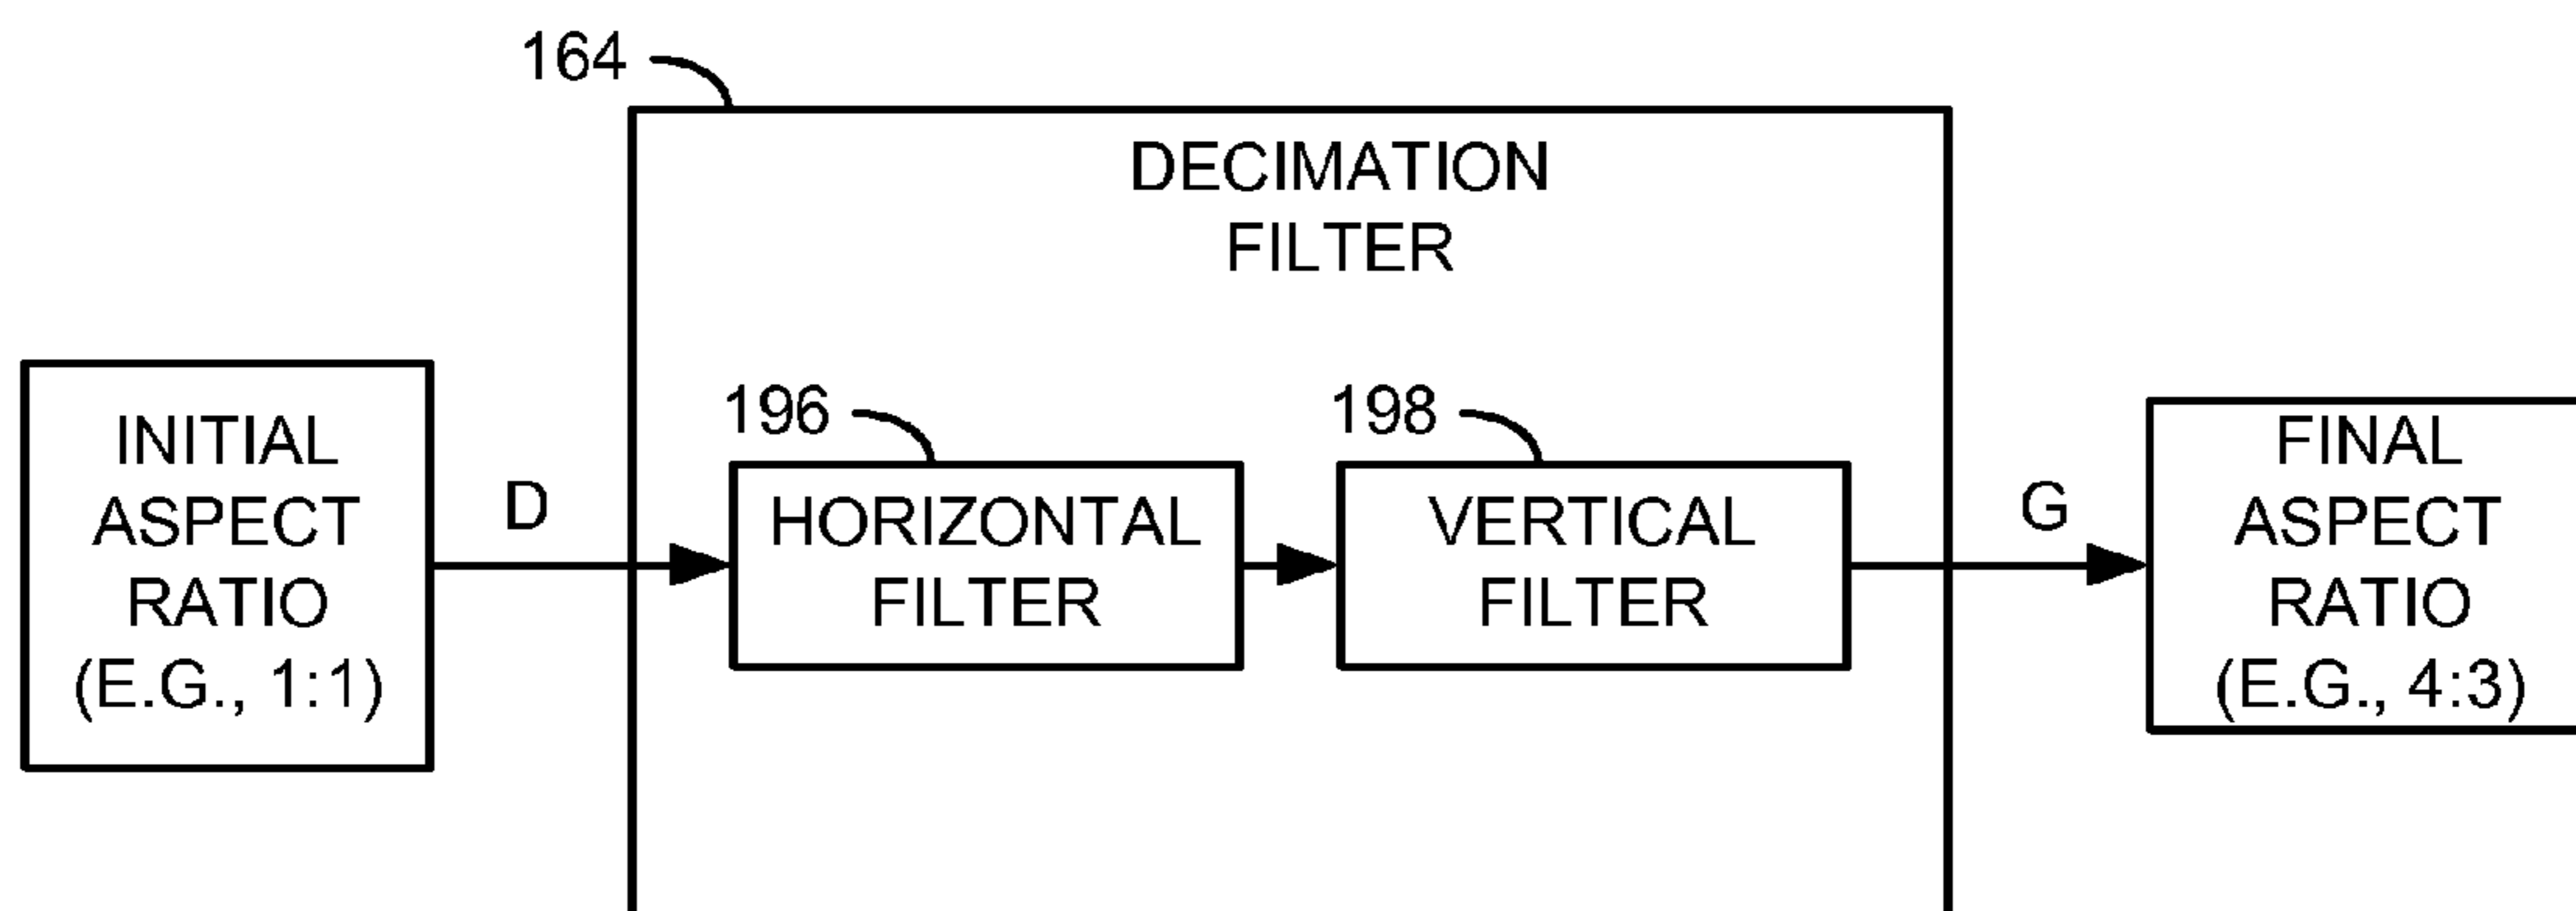 164
DECIMATION
FILTER
INITIAL
ASPECT
RATIO
(E.G., 1:1)
D
196
HORIZONTAL
FILTER
198
VERTICAL
FILTER
G
FINAL
ASPECT
RATIO
(E.G., 4:3)